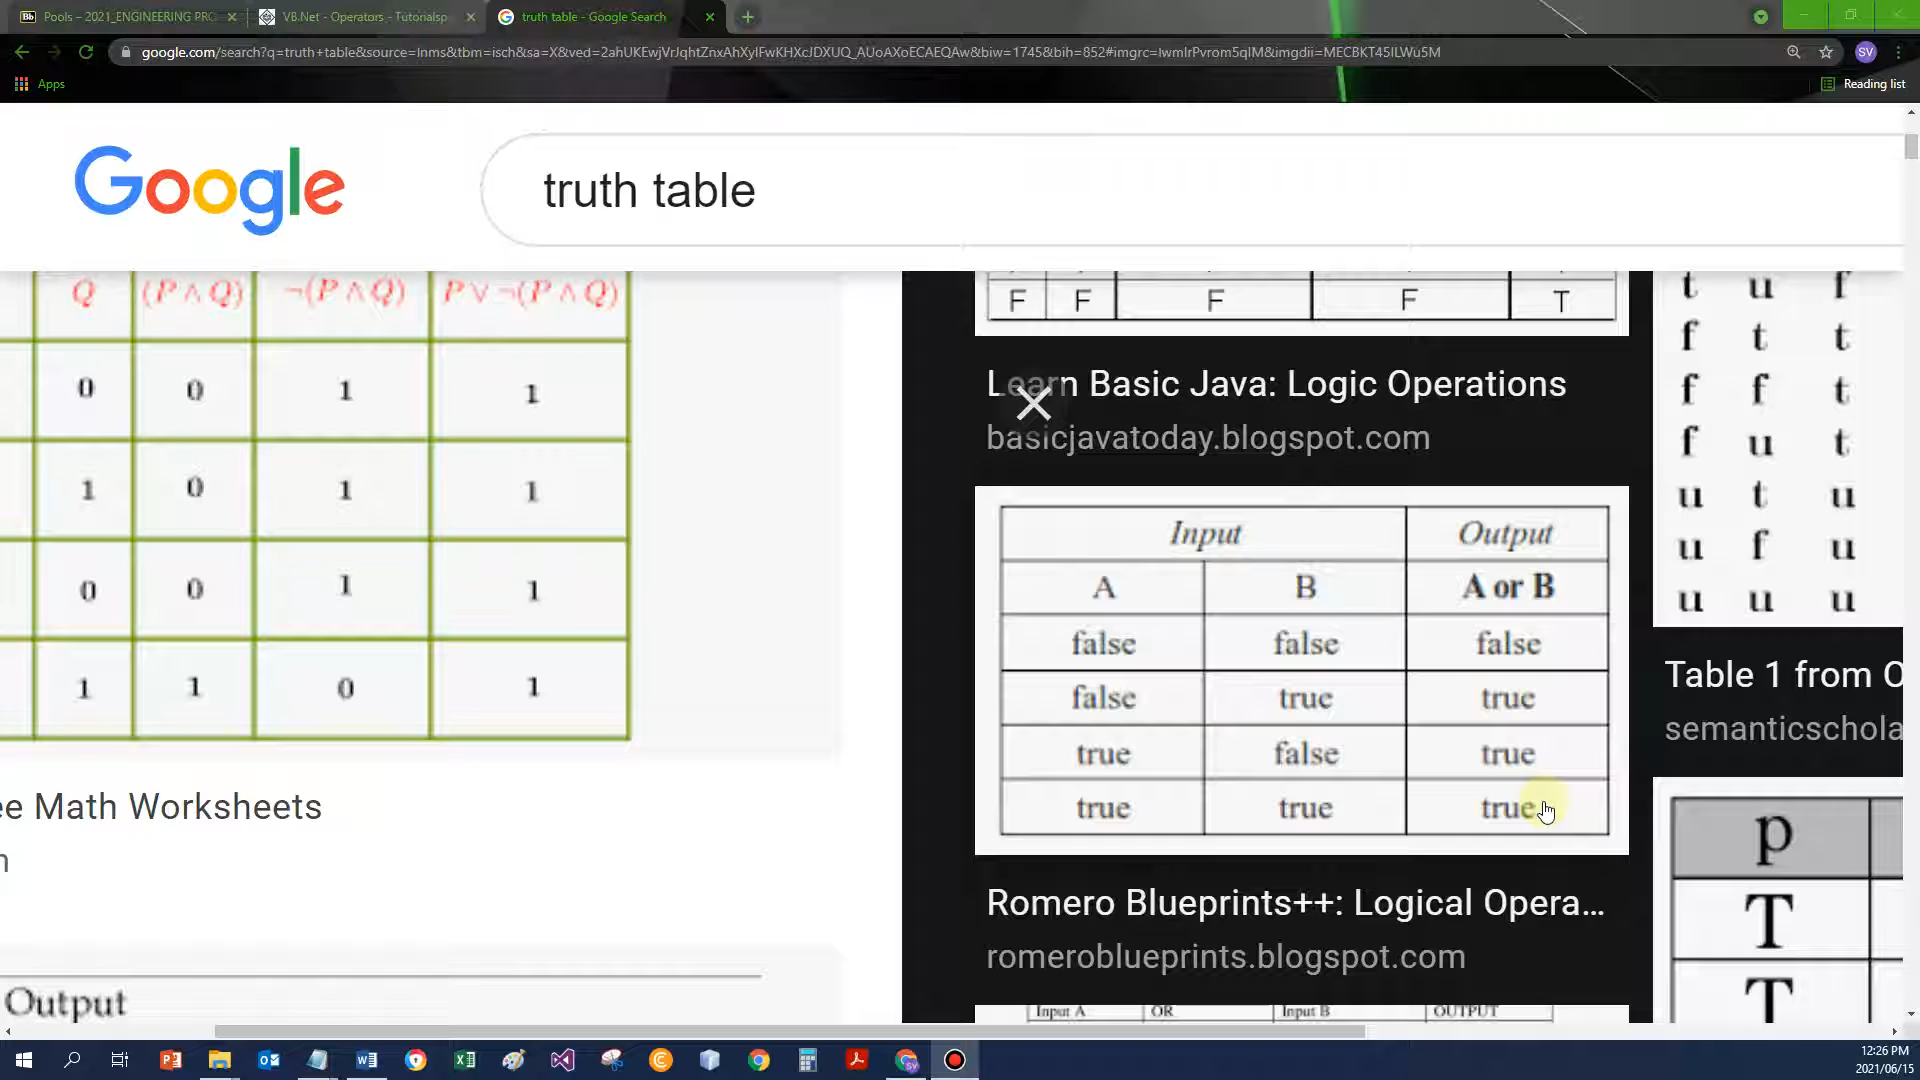 Pools – 2021_ENGINEERING PRO
VB.Net - Operators - Tutorialsp
truth table - Google Search
google.com/search?q=truth+table&source=lnms&tbm=isch&sa=X&ved=2ahUKEwjVrJqhtZnxAhXylFwKHXcJDXUQ_AUoAXoECAEQAw&biw=1745&bih=852#imgrc=IwmlrPvrom5qlM&imgdii=MECBKT45ILWu5M
SV
Apps
Reading list
Google
truth table
Q (P ∧ Q) ¬(P ∧ Q) P ∨ ¬(P ∧ Q)
0 0 1 1
1 0 1 1
0 0 1 1
1 1 0 1
ee Math Worksheets
n
Output
F F F F T
Learn Basic Java: Logic Operations
basicjavatoday.blogspot.com
Input Output
A B A or B
false false false
false true true
true false true
true true true
Romero Blueprints++: Logical Opera...
romeroblueprints.blogspot.com
Input A OR Input B OUTPUT
t u f
f t t
f f t
f u t
u t u
u f u
u u u
Table 1 from O
semanticschola
p
T
T
12:26 PM
2021/06/15